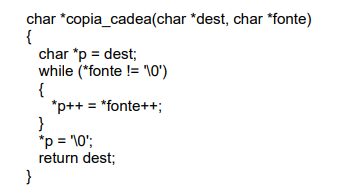 char *copia_cadea(char *dest, char *fonte)
{
char *p = dest;
while (*fonte != '\0')
{
*p++ = *fonte++;
}
*p = '\0';
return dest;
}